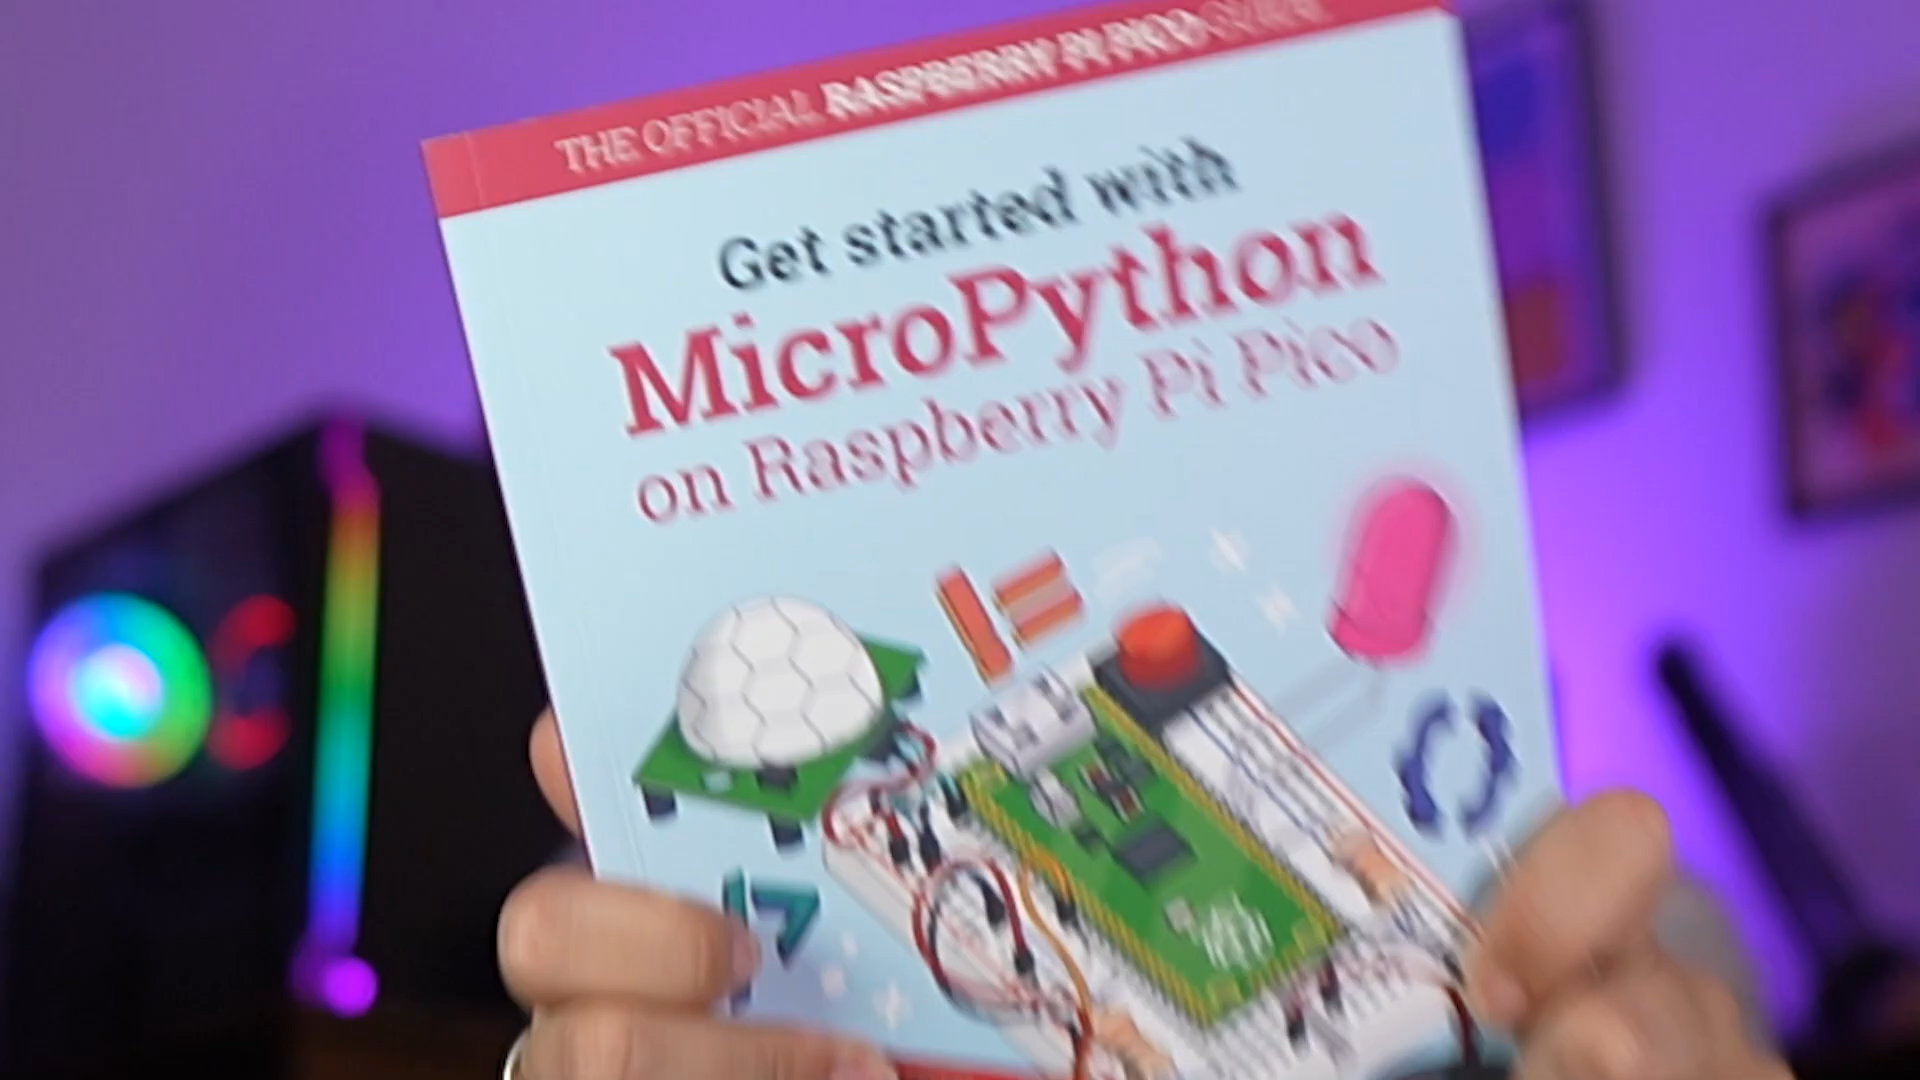 THE OFFICIAL RASPBERRY PI PICO GUIDE
Get started with
MicroPython
on Raspberry Pi Pico